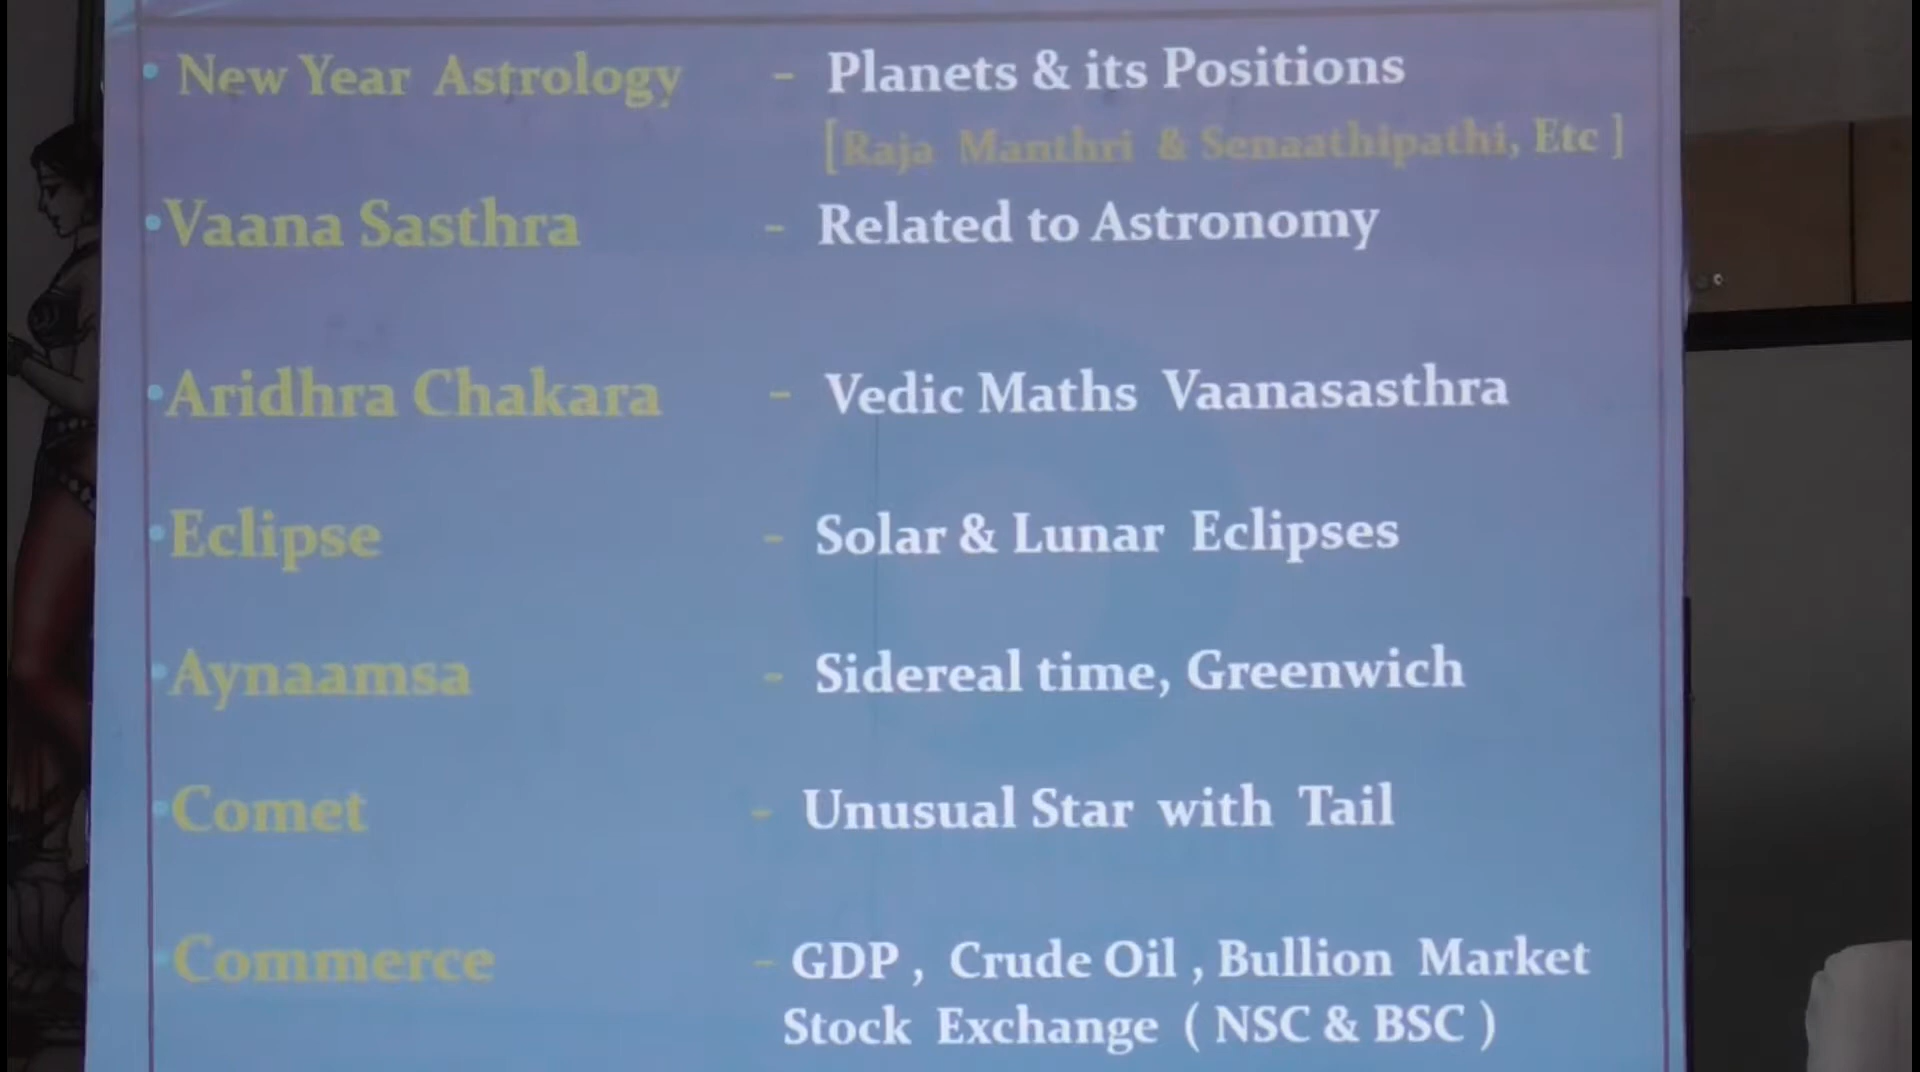 • New Year Astrology - Planets & its Positions
[Raja Manthri & Senaathipathi, Etc ]
•Vaana Sasthra - Related to Astronomy
•Aridhra Chakara - Vedic Maths Vaanasasthra
•Eclipse - Solar & Lunar Eclipses
•Aynaamsa - Sidereal time, Greenwich
•Comet - Unusual Star with Tail
•Commerce - GDP , Crude Oil , Bullion Market
Stock Exchange ( NSC & BSC )